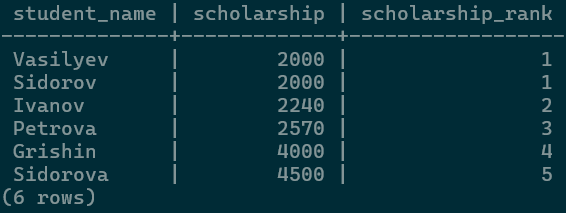 student_name | scholarship | scholarship_rank
--------------+-------------+------------------
 Vasilyev     |        2000 |                1
 Sidorov      |        2000 |                1
 Ivanov       |        2240 |                2
 Petrova      |        2570 |                3
 Grishin      |        4000 |                4
 Sidorova     |        4500 |                5
(6 rows)